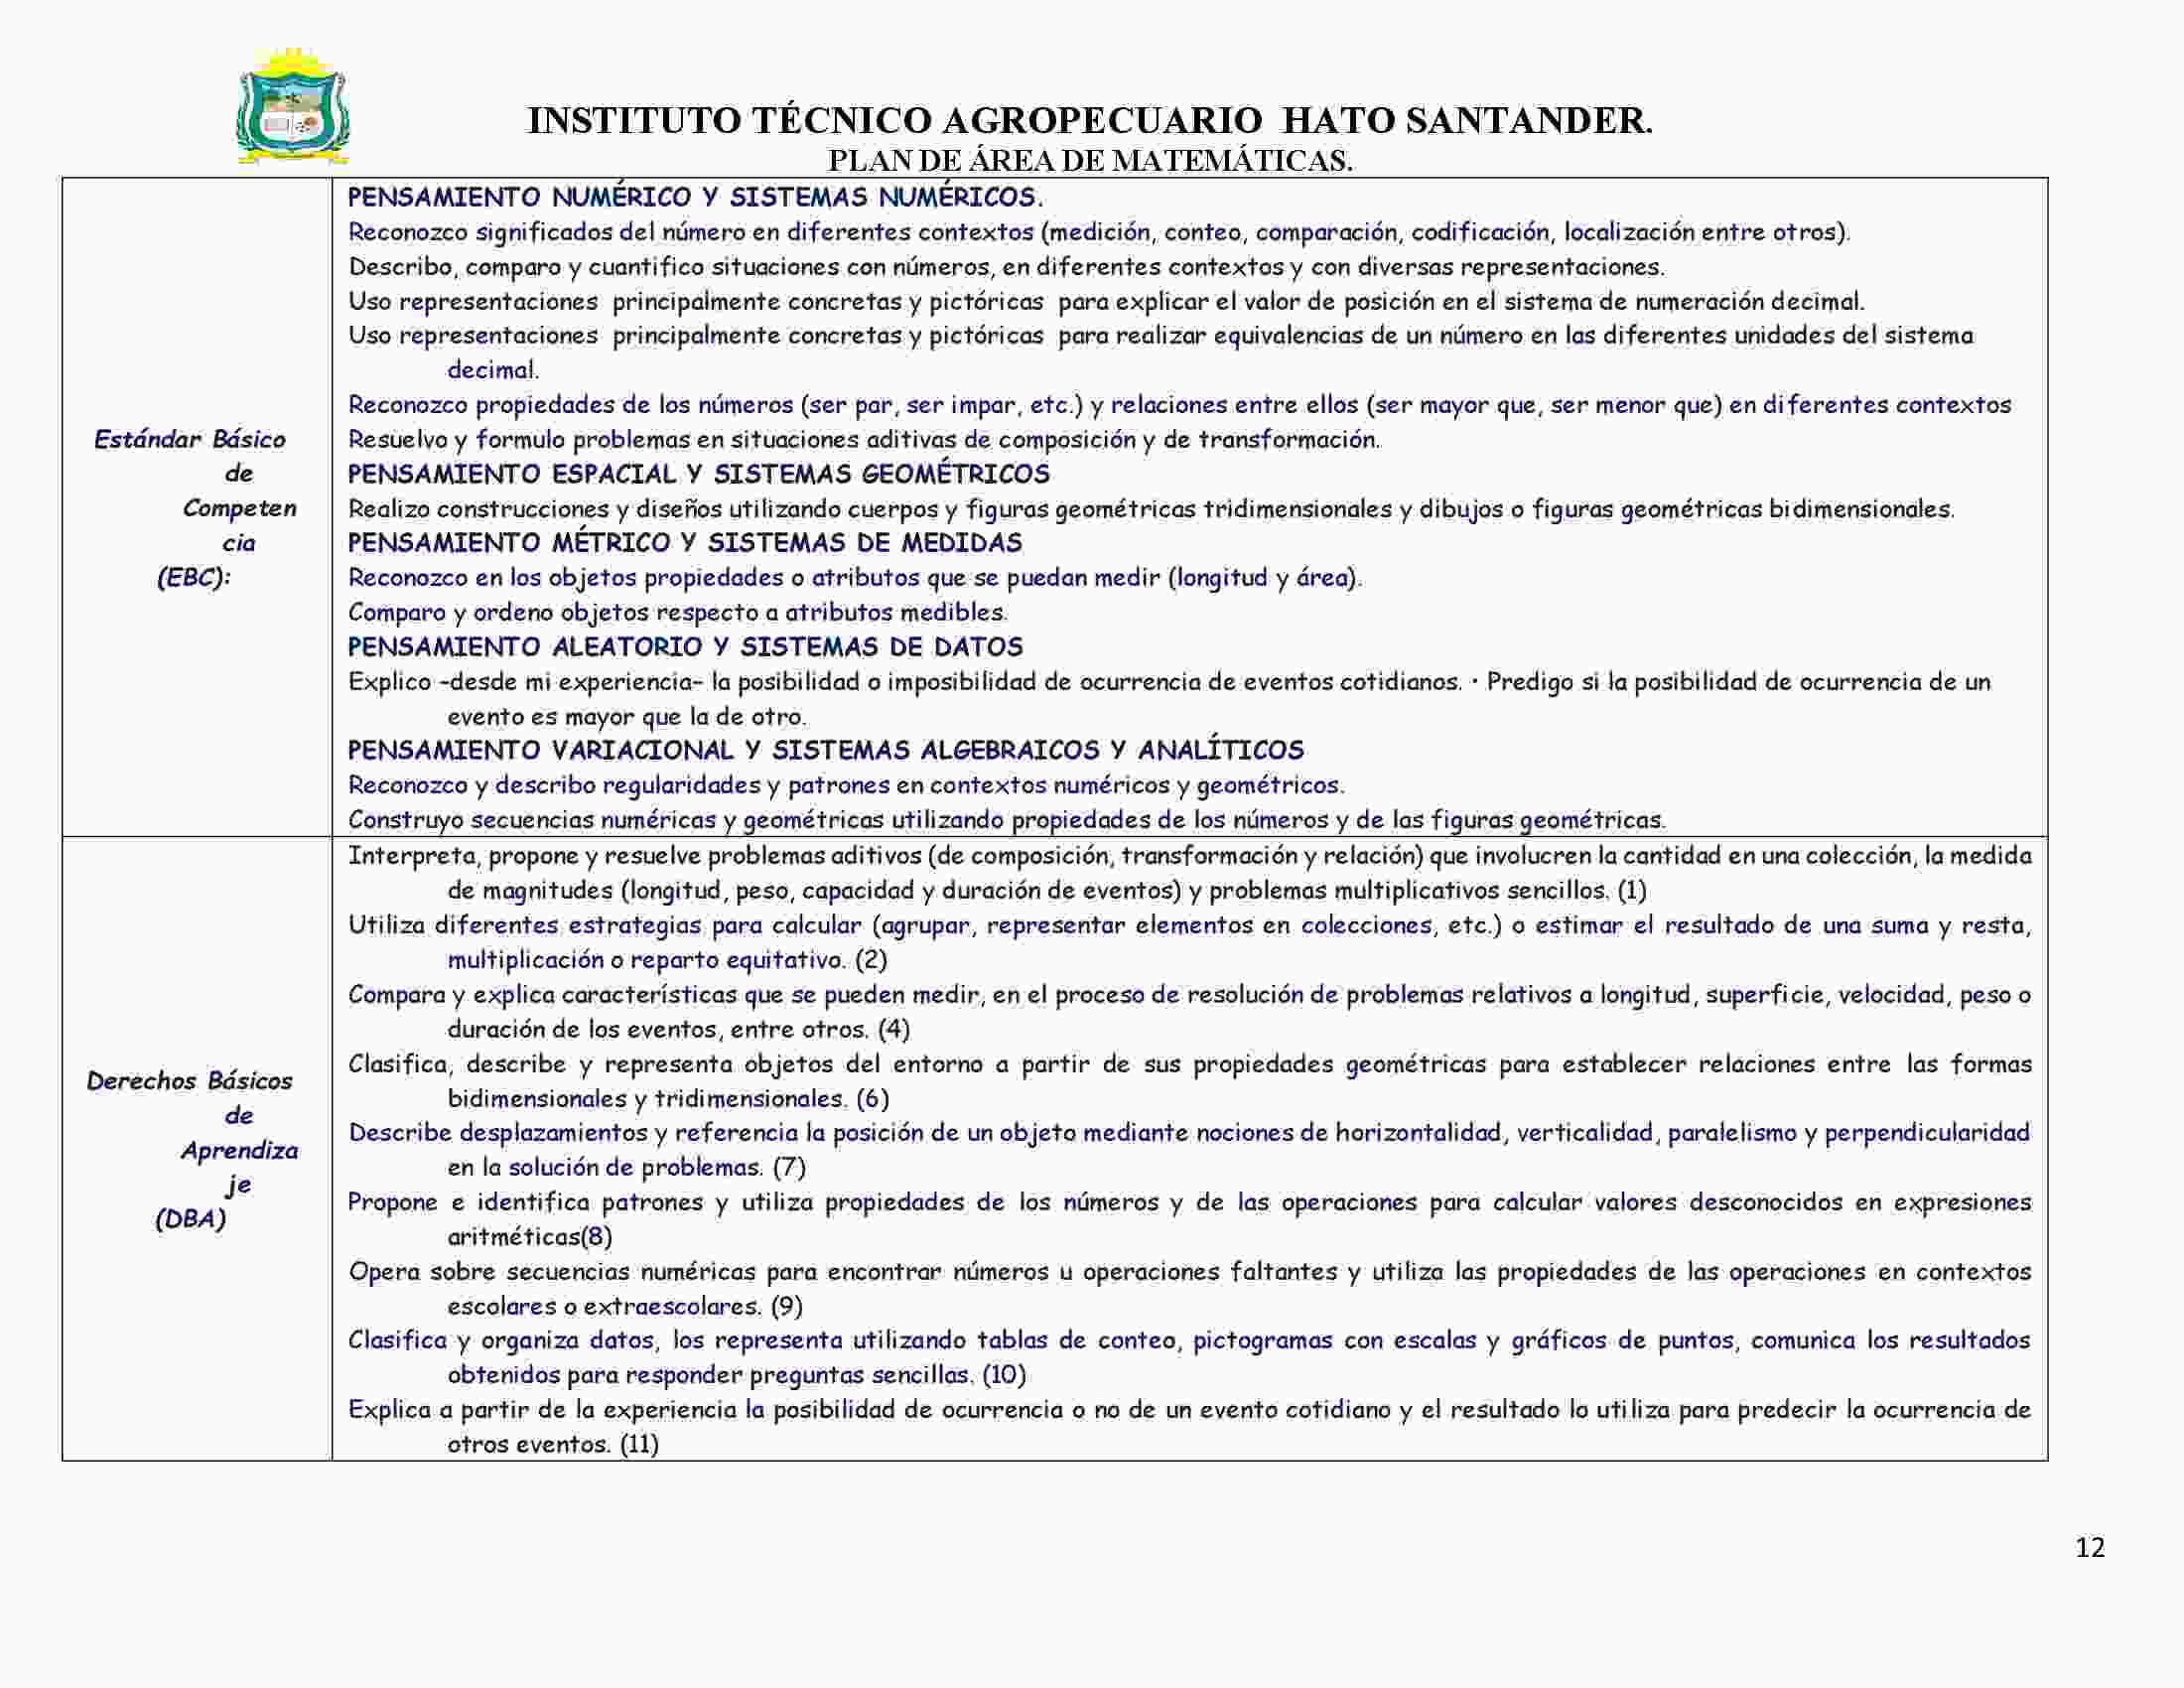 INSTITUTO TÉCNICO AGROPECUARIO HATO SANTANDER.
PLAN DE ÁREA DE MATEMÁTICAS.
Estándar Básico
de
Competen
cia
(EBC):
PENSAMIENTO NUMÉRICO Y SISTEMAS NUMÉRICOS.
Reconozco significados del número en diferentes contextos (medición, conteo, comparación, codificación, localización entre otros).
Describo, comparo y cuantifico situaciones con números, en diferentes contextos y con diversas representaciones.
Uso representaciones principalmente concretas y pictóricas para explicar el valor de posición en el sistema de numeración decimal.
Uso representaciones principalmente concretas y pictóricas para realizar equivalencias de un número en las diferentes unidades del sistema
decimal.
Reconozco propiedades de los números (ser par, ser impar, etc.) y relaciones entre ellos (ser mayor que, ser menor que) en diferentes contextos
Resuelvo y formulo problemas en situaciones aditivas de composición y de transformación.
PENSAMIENTO ESPACIAL Y SISTEMAS GEOMÉTRICOS
Realizo construcciones y diseños utilizando cuerpos y figuras geométricas tridimensionales y dibujos o figuras geométricas bidimensionales.
PENSAMIENTO MÉTRICO Y SISTEMAS DE MEDIDAS
Reconozco en los objetos propiedades o atributos que se puedan medir (longitud y área).
Comparo y ordeno objetos respecto a atributos medibles.
PENSAMIENTO ALEATORIO Y SISTEMAS DE DATOS
Explico -desde mi experiencia- la posibilidad o imposibilidad de ocurrencia de eventos cotidianos. • Predigo si la posibilidad de ocurrencia de un
evento es mayor que la de otro.
PENSAMIENTO VARIACIONAL Y SISTEMAS ALGEBRAICOS Y ANALÍTICOS
Reconozco y describo regularidades y patrones en contextos numéricos y geométricos.
Construyo secuencias numéricas y geométricas utilizando propiedades de los números y de las figuras geométricas.
Derechos Básicos
de
Aprendiza
je
(DBA)
Interpreta, propone y resuelve problemas aditivos (de composición, transformación y relación) que involucren la cantidad en una colección, la medida
de magnitudes (longitud, peso, capacidad y duración de eventos) y problemas multiplicativos sencillos. (1)
Utiliza diferentes estrategias para calcular (agrupar, representar elementos en colecciones, etc.) o estimar el resultado de una suma y resta,
multiplicación o reparto equitativo. (2)
Compara y explica características que se pueden medir, en el proceso de resolución de problemas relativos a longitud, superficie, velocidad, peso o
duración de los eventos, entre otros. (4)
Clasifica, describe y representa objetos del entorno a partir de sus propiedades geométricas para establecer relaciones entre las formas
bidimensionales y tridimensionales. (6)
Describe desplazamientos y referencia la posición de un objeto mediante nociones de horizontalidad, verticalidad, paralelismo y perpendicularidad
en la solución de problemas. (7)
Propone e identifica patrones y utiliza propiedades de los números y de las operaciones para calcular valores desconocidos en expresiones
aritméticas(8)
Opera sobre secuencias numéricas para encontrar números u operaciones faltantes y utiliza las propiedades de las operaciones en contextos
escolares o extraescolares. (9)
Clasifica y organiza datos, los representa utilizando tablas de conteo, pictogramas con escalas y gráficos de puntos, comunica los resultados
obtenidos para responder preguntas sencillas. (10)
Explica a partir de la experiencia la posibilidad de ocurrencia o no de un evento cotidiano y el resultado lo utiliza para predecir la ocurrencia de
otros eventos. (11)
12